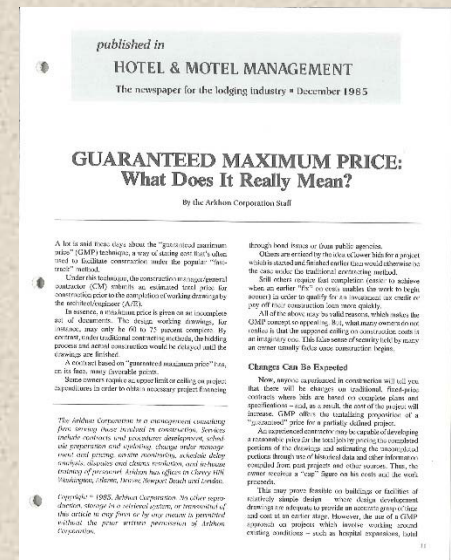 published in
HOTEL & MOTEL MANAGEMENT
The newspaper for the lodging industry • December 1985
GUARANTEED MAXIMUM PRICE:
What Does It Really Mean?
By the Arkhon Corporation Staff
A lot is said these days about the "guaranteed maximum
price" (GMP) technique, a way of stating cost that's often
used to facilitate construction under the popular "fast-
track" method.
Under this technique, the construction manager/general
contractor (CM) submits an estimated total price for
construction prior to the completion of working drawings by
the architect/engineer (A/E).
In essence, a maximum price is given on an incomplete
set of documents. The design working drawings, for
instance, may only be 60 to 75 percent complete. By
contrast, under traditional contracting methods, the bidding
process and actual construction would be delayed until the
drawings are finished.
A contract based on "guaranteed maximum price" has,
on its face, many favorable points.
Some owners require an upper limit or ceiling on project
expenditures in order to obtain necessary project financing
The Arkhon Corporation is a management consulting
firm serving those involved in construction. Services
include contracts and procedures development, sched-
ule preparation and updating, change order manage-
ment and pricing, on-site monitoring, schedule delay
analysis, disputes and claims resolution, and in-house
training of personnel. Arkhon has offices in Cherry Hill,
Washington, Atlanta, Denver, Newport Beach and London.
Copyright © 1985, Arkhon Corporation. No other repro-
duction, storage in a retrieval system, or transmittal of
this article in any form or by any means is permitted
without the prior written permission of Arkhon
Corporation.
through bond issues or from public agencies.
Others are enticed by the idea of lower bids for a project
which is started and finished earlier than would otherwise be
the case under the traditional contracting method.
Still others require fast completion (easier to achieve
when an earlier "fix" on costs enables the work to begin
sooner) in order to qualify for an investment tax credit or
pay off their construction loan more quickly.
All of the above may be valid reasons, which makes the
GMP concept so appealing. But, what many owners do not
realize is that the supposed ceiling on construction costs is
an imaginary one. This false sense of security held by many
an owner usually fades once construction begins.
Changes Can Be Expected
Now, anyone experienced in construction will tell you
that there will be changes on traditional, fixed-price
contracts where bids are based on complete plans and
specifications – and, as a result, the cost of the project will
increase. GMP offers the tantalizing proposition of a
"guaranteed" price for a partially defined project.
An experienced contractor may be capable of developing
a reasonable price for the total job by pricing the completed
portions of the drawings and estimating the uncompleted
portions through use of historical data and other information
compiled from past projects and other sources. Thus, the
owner receives a "cap" figure on his costs and the work
proceeds.
This may prove feasible on buildings or facilities of
relatively simple design – where design development
drawings are adequate to provide an accurate grasp of time
and cost at an earlier stage. However, the use of a GMP
approach on projects which involve working around
existing conditions – such as hospital expansions, hotel